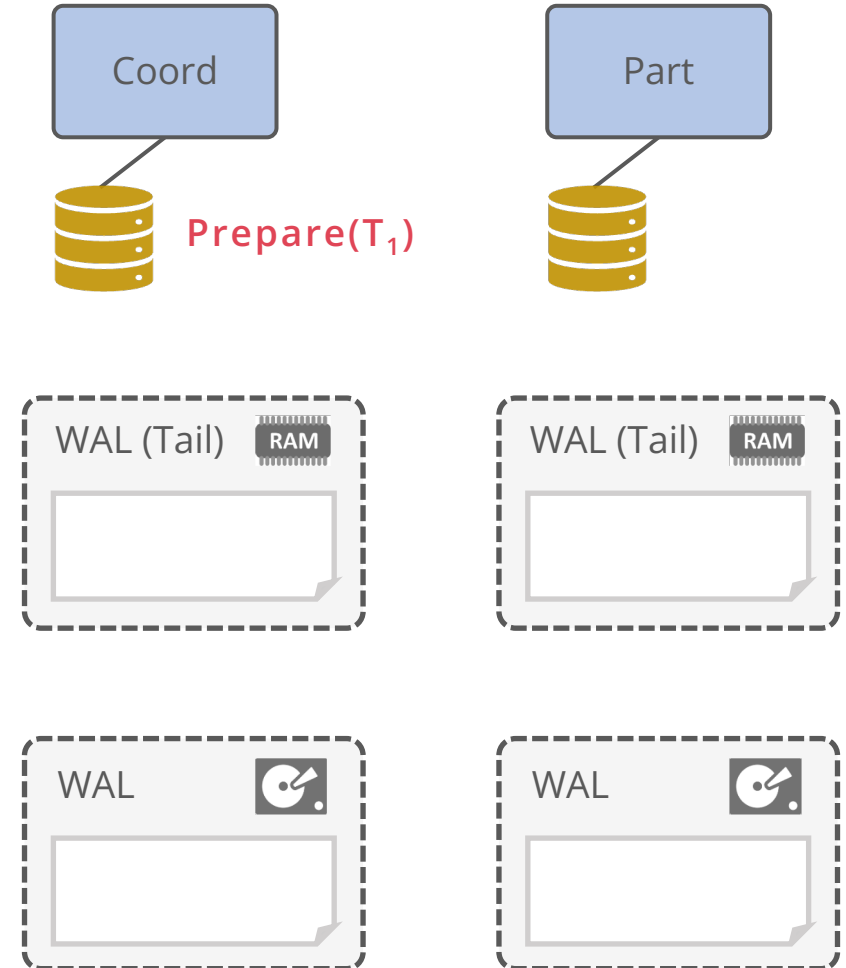 Coord
Part
Prepare(T₁)
WAL (Tail) RAM
WAL (Tail) RAM
WAL
WAL